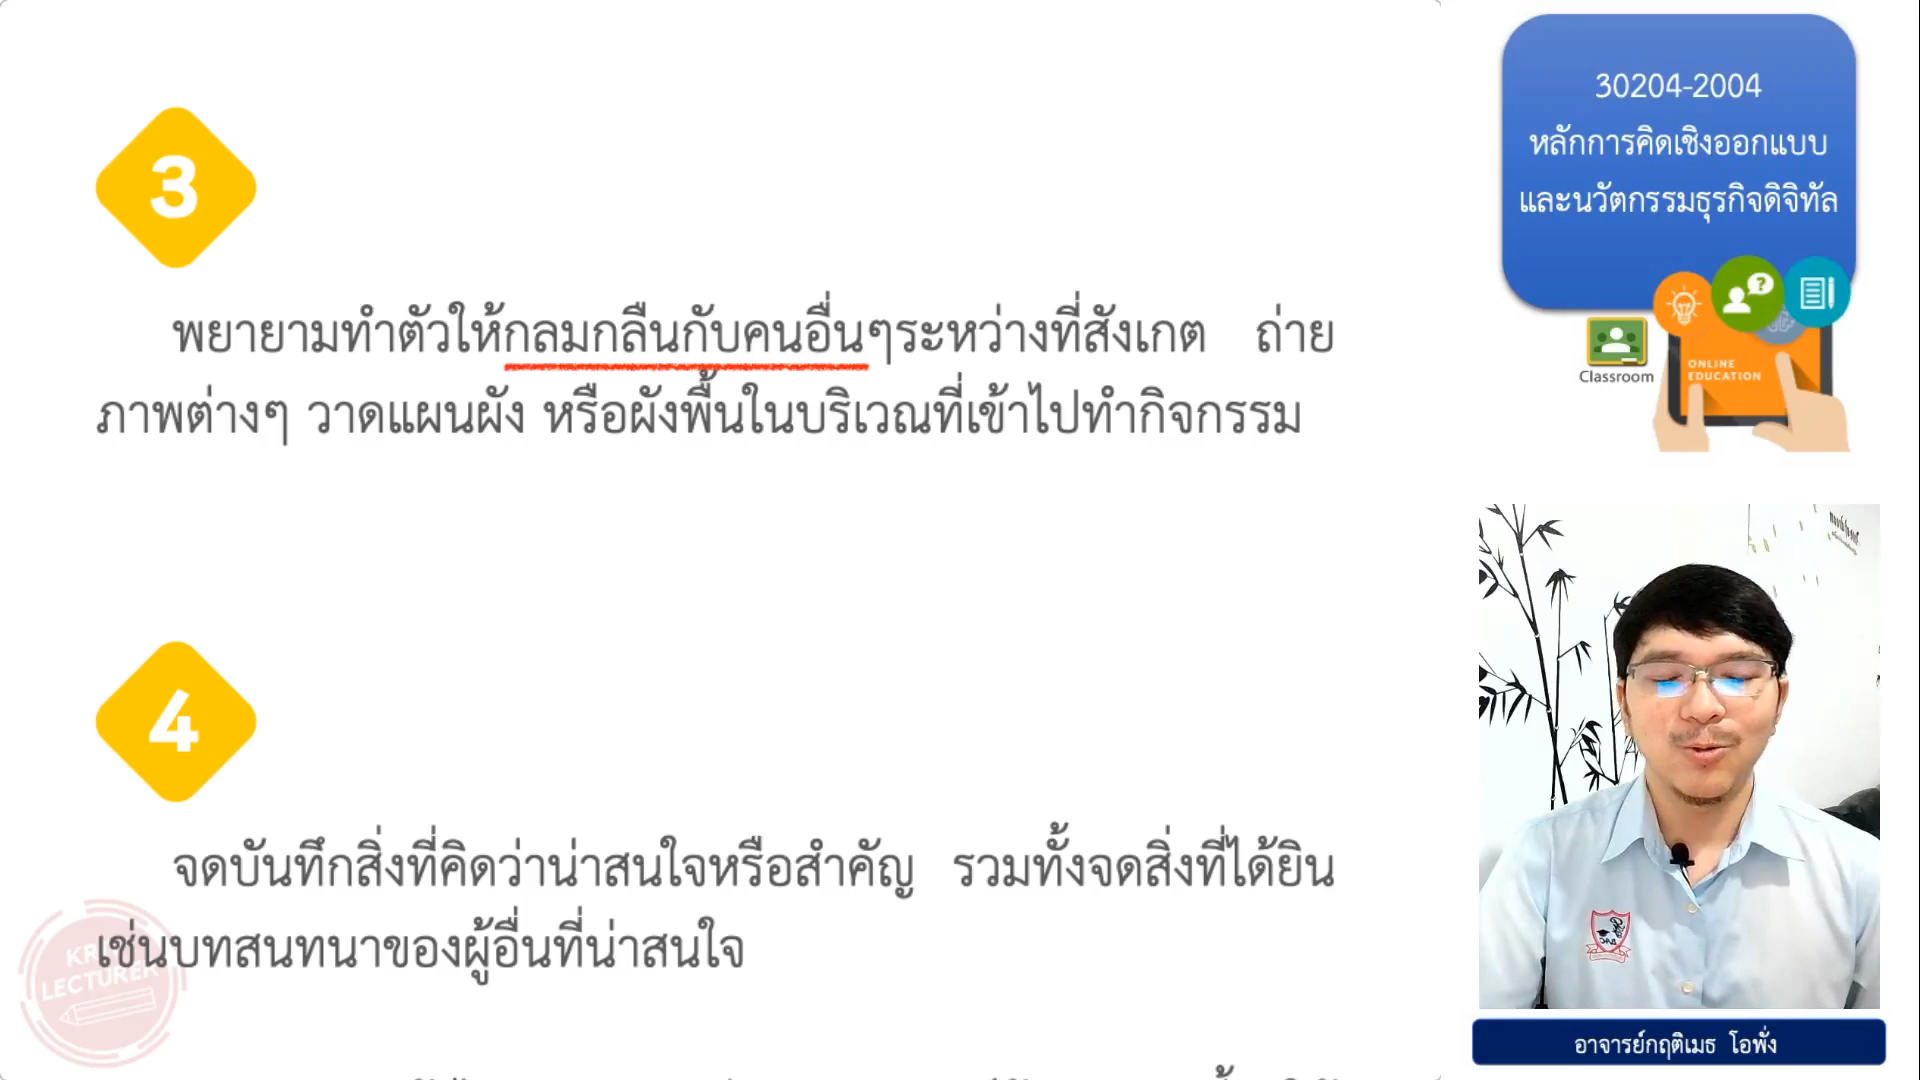 3
พยายามทำตัวให้กลมกลืนกับคนอื่นๆระหว่างที่สังเกต ถ่าย
ภาพต่างๆ วาดแผนผัง หรือผังพื้นในบริเวณที่เข้าไปทำกิจกรรม
4
จดบันทึกสิ่งที่คิดว่าน่าสนใจหรือสำคัญ รวมทั้งจดสิ่งที่ได้ยิน
เช่นบทสนทนาของผู้อื่นที่น่าสนใจ
LECTURER
30204-2004
หลักการคิดเชิงออกแบบ
และนวัตกรรมธุรกิจดิจิทัล
Classroom
ONLINE
EDUCATION
อาจารย์กฤติเมธ โอพั่ง